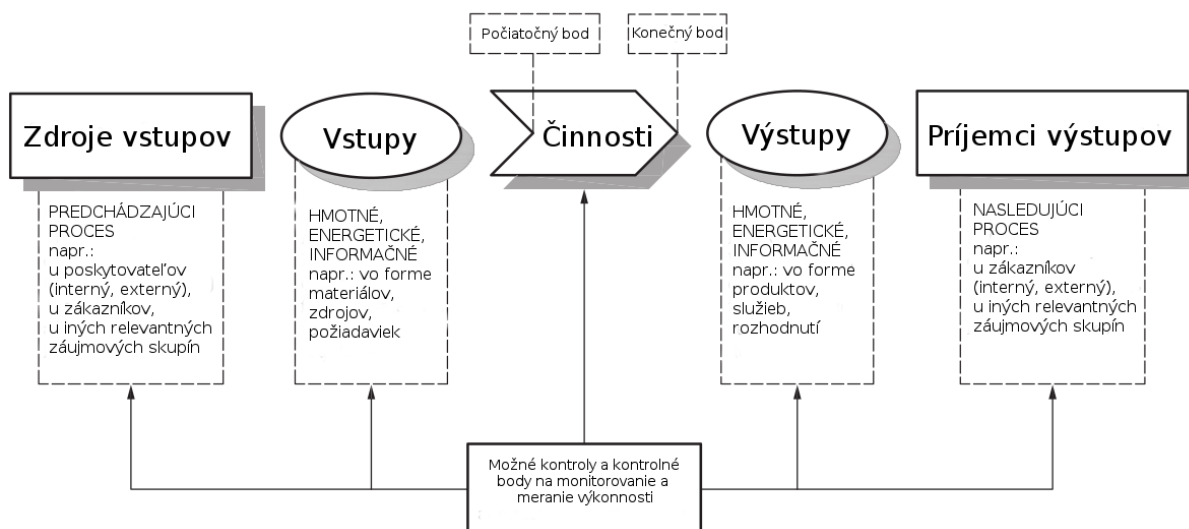 Počiatočný bod
Konečný bod
Zdroje vstupov
Vstupy
Činnosti
Výstupy
Príjemci výstupov
PREDCHÁDZAJÚCI
PROCES
napr.:
u poskytovateľov
(interný, externý),
u zákazníkov,
u iných relevantných
záujmových skupín
HMOTNÉ,
ENERGETICKÉ,
INFORMAČNÉ
napr.: vo forme
materiálov,
zdrojov,
požiadaviek
HMOTNÉ,
ENERGETICKÉ,
INFORMAČNÉ
napr.: vo forme
produktov,
služieb,
rozhodnutí
NASLEDUJÚCI
PROCES
napr.:
u zákazníkov
(interný, externý),
u iných relevantných
záujmových skupín
Možné kontroly a kontrolné
body na monitorovanie a
meranie výkonnosti